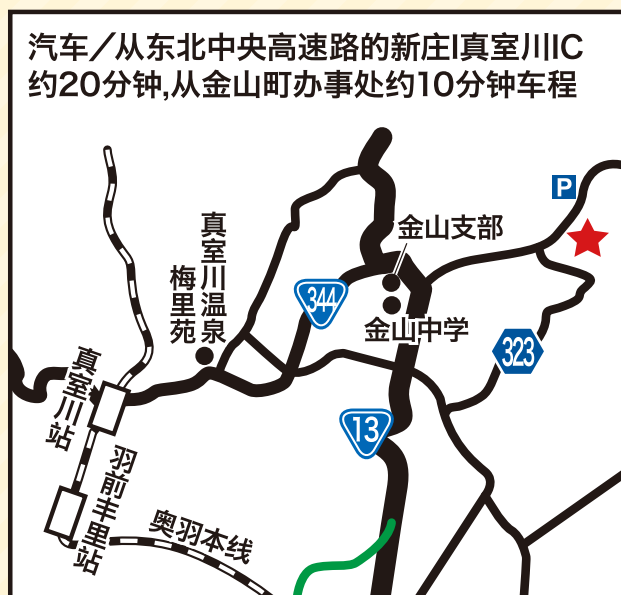 汽车／从东北中央高速路的新庄I真室川IC
约20分钟,从金山町办事处约10分钟车程
P
金山支部
真室川温泉
梅里苑
344
金山中学
323
真室川站
13
羽前丰里站
奥羽本线